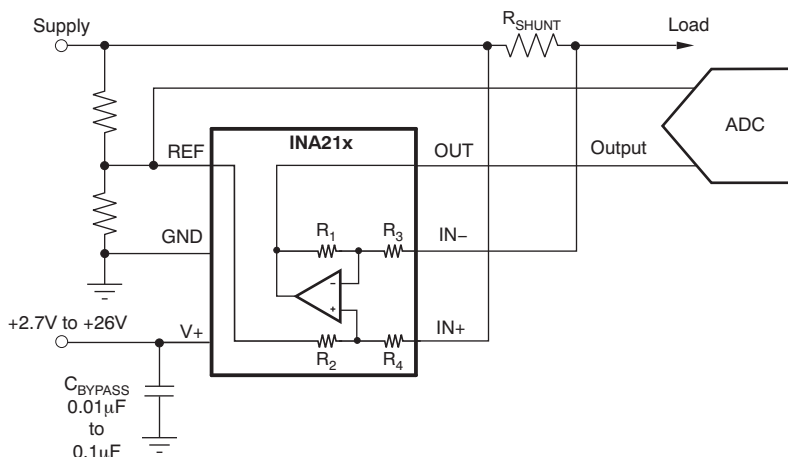 Supply
RSHUNT
Load
ADC
INA21x
REF
OUT
Output
GND
R1
R3
IN−
−
+
+2.7V to +26V
V+
R2
R4
IN+
CBYPASS
0.01μF
to
0.1μF